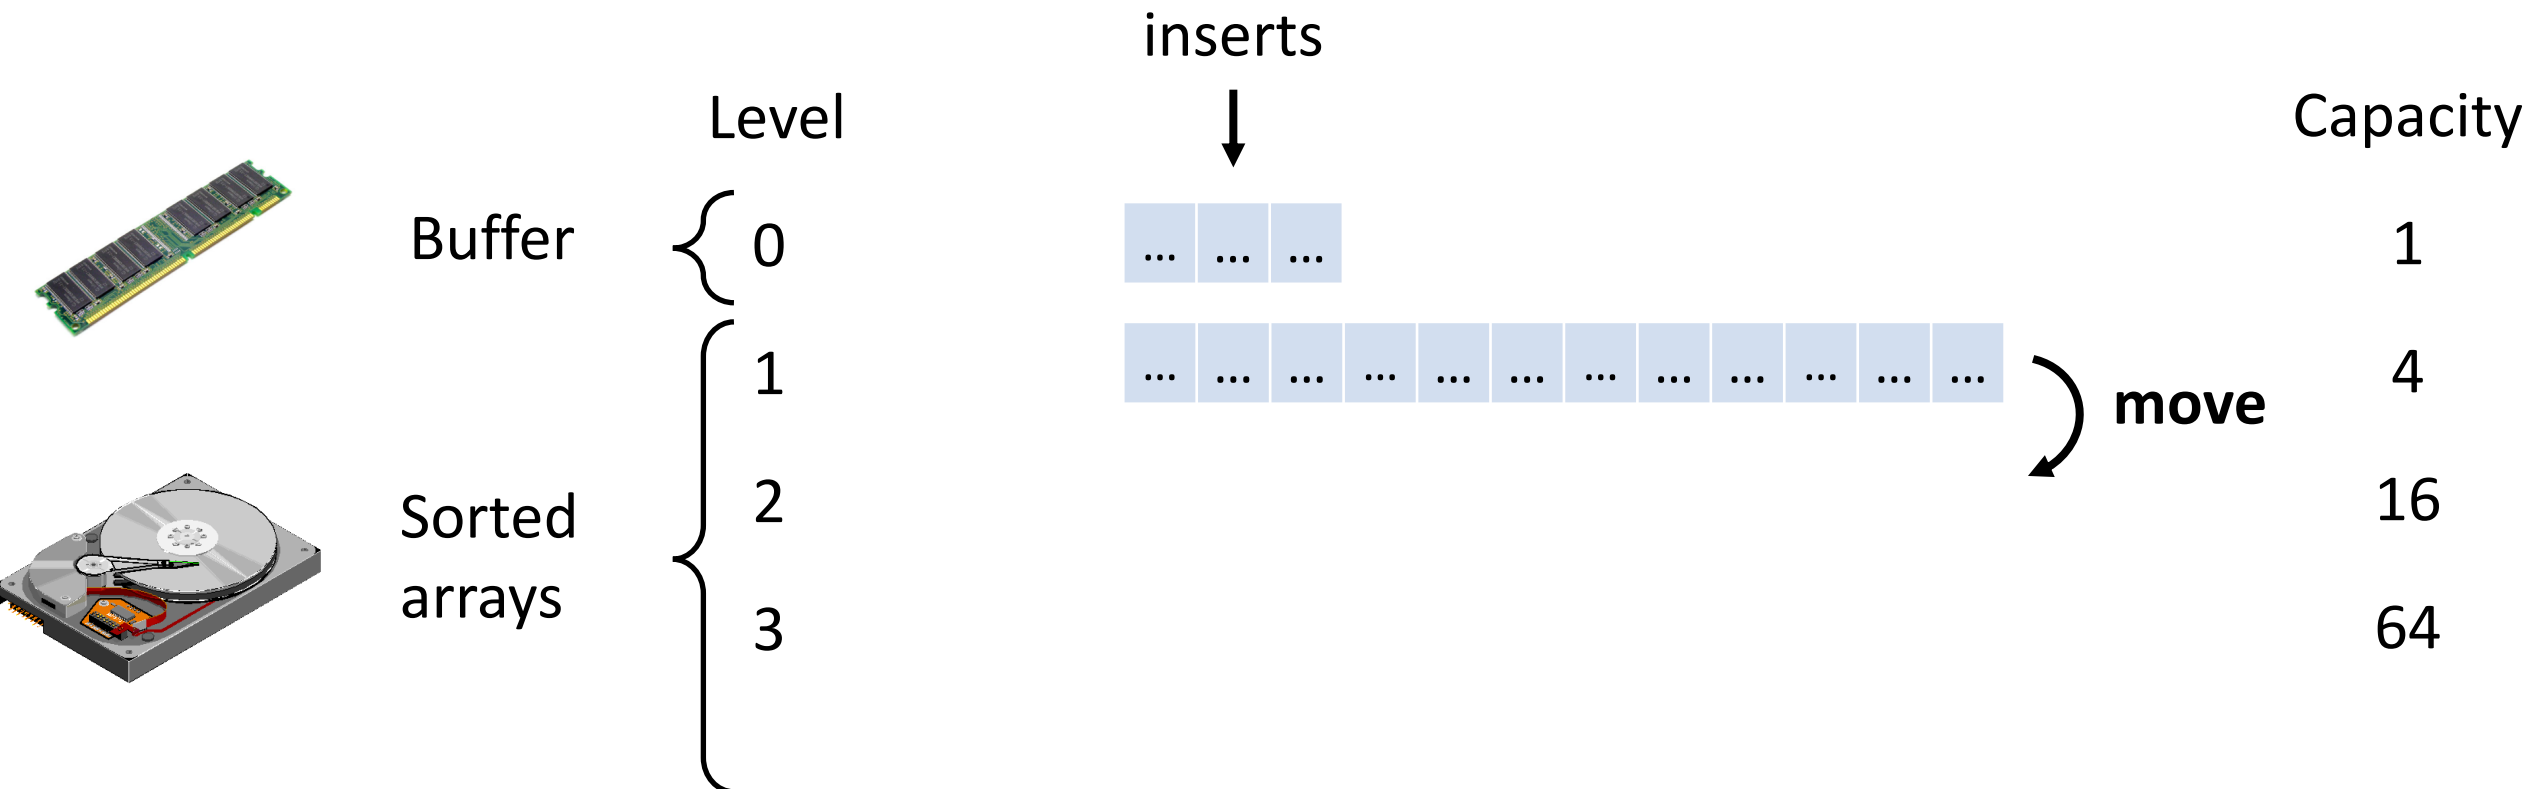 inserts
Level
Capacity
Buffer
0
... ... ...
1
1
... ... ... ... ... ... ... ... ... ... ... ...
4
move
Sorted
arrays
2
16
3
64